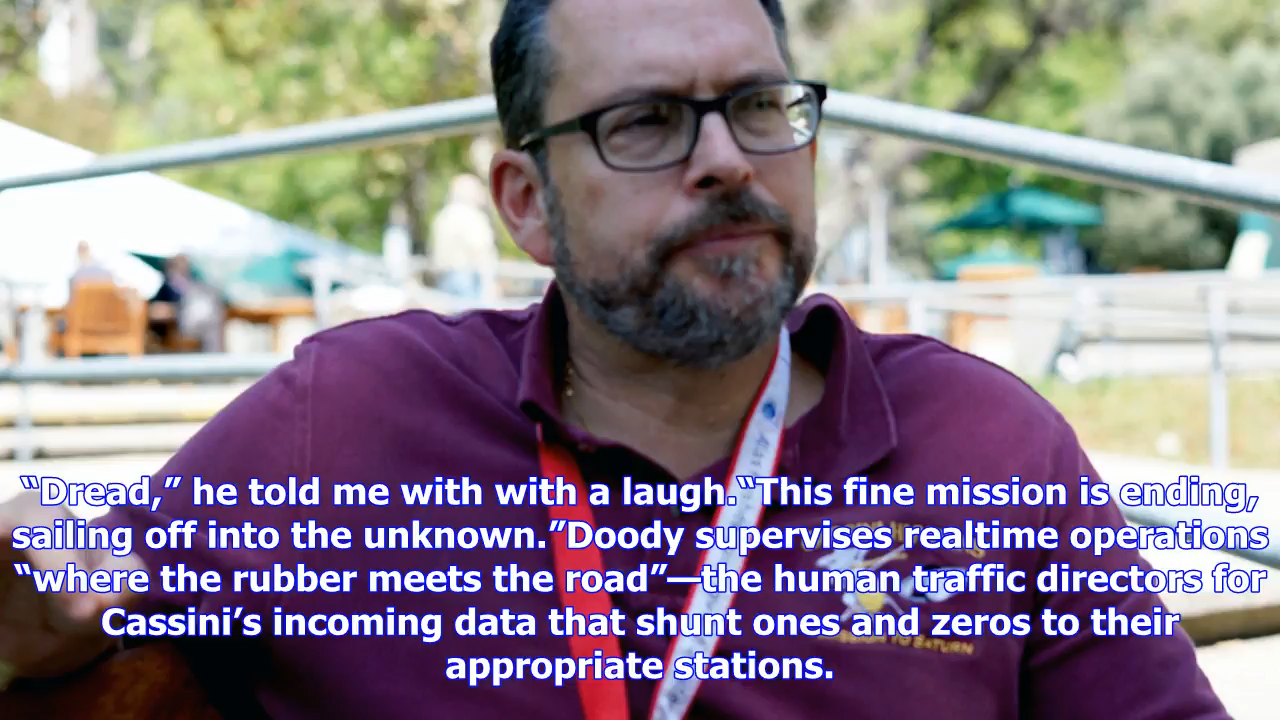 “Dread,” he told me with with a laugh.“This fine mission is ending,
sailing off into the unknown.”Doody supervises realtime operations
“where the rubber meets the road”—the human traffic directors for
Cassini’s incoming data that shunt ones and zeros to their
appropriate stations.
TO SATURN